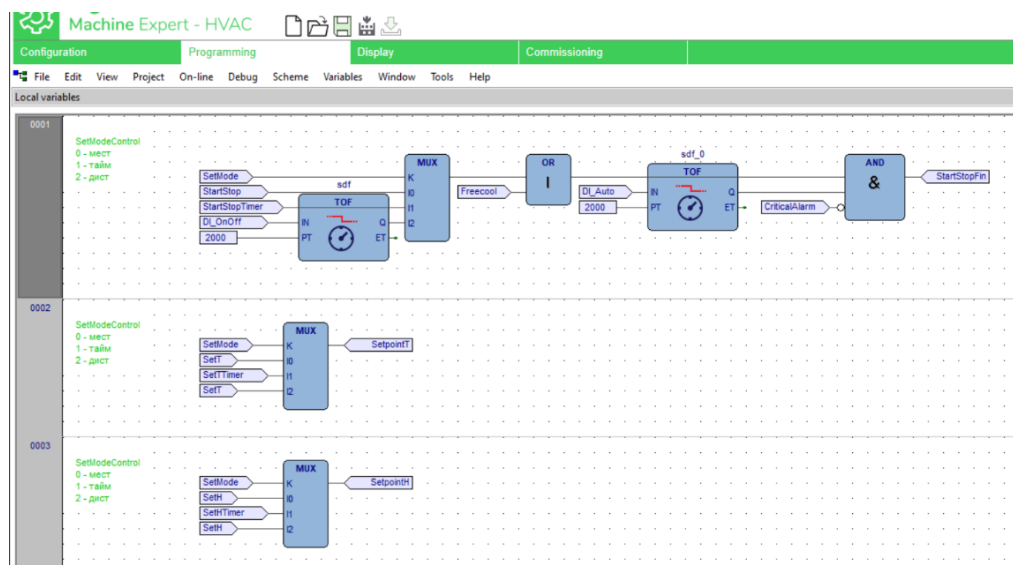 Machine Expert - HVAC
Configuration Programming Display Commissioning
File Edit View Project On-line Debug Scheme Variables Window Tools Help
Local variables
0001
SetModeControl
0 - мест
1 - тайм
2 - дист
SetMode
StartStop
StartStopTimer
DI_OnOff
2000
sdf
TOF
IN Q
PT ET
MUX
K
I0
I1
I2
Freecool
OR
I
DI_Auto
2000
sdf_0
TOF
IN Q
PT ET
CriticalAlarm
AND
&
StartStopFin
0002
SetModeControl
0 - мест
1 - тайм
2 - дист
SetMode
SetT
SetTTimer
SetT
MUX
K
I0
I1
I2
SetpointT
0003
SetModeControl
0 - мест
1 - тайм
2 - дист
SetMode
SetH
SetHTimer
SetH
MUX
K
I0
I1
I2
SetpointH